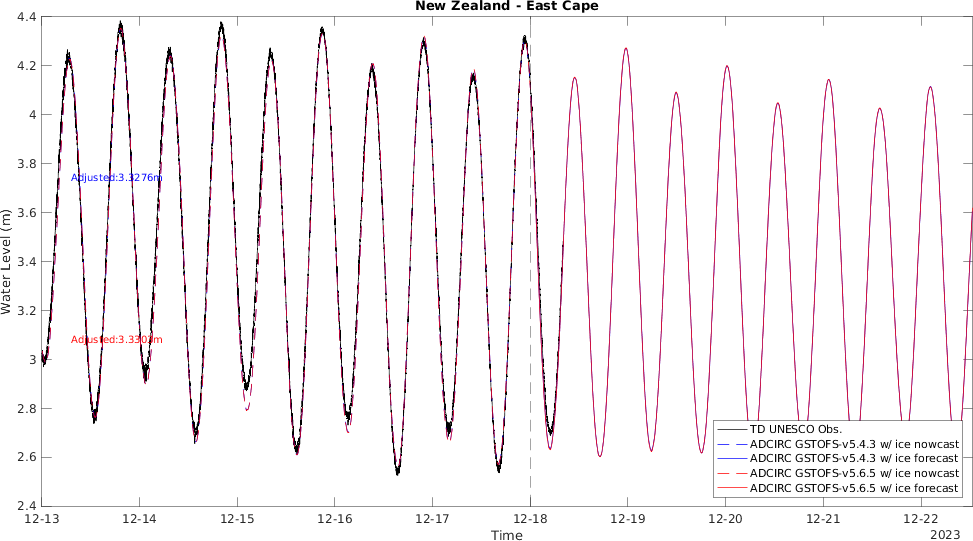 New Zealand - East Cape
4.4
4.2
4
3.8
3.6
3.4
3.2
3
2.8
2.6
2.4
Water Level (m)
Adjusted:3.3276m
Adjusted:3.3303m
TD UNESCO Obs.
ADCIRC GSTOFS-v5.4.3 w/ ice nowcast
ADCIRC GSTOFS-v5.4.3 w/ ice forecast
ADCIRC GSTOFS-v5.6.5 w/ ice nowcast
ADCIRC GSTOFS-v5.6.5 w/ ice forecast
12-13 12-14 12-15 12-16 12-17 12-18 12-19 12-20 12-21 12-22
Time
2023